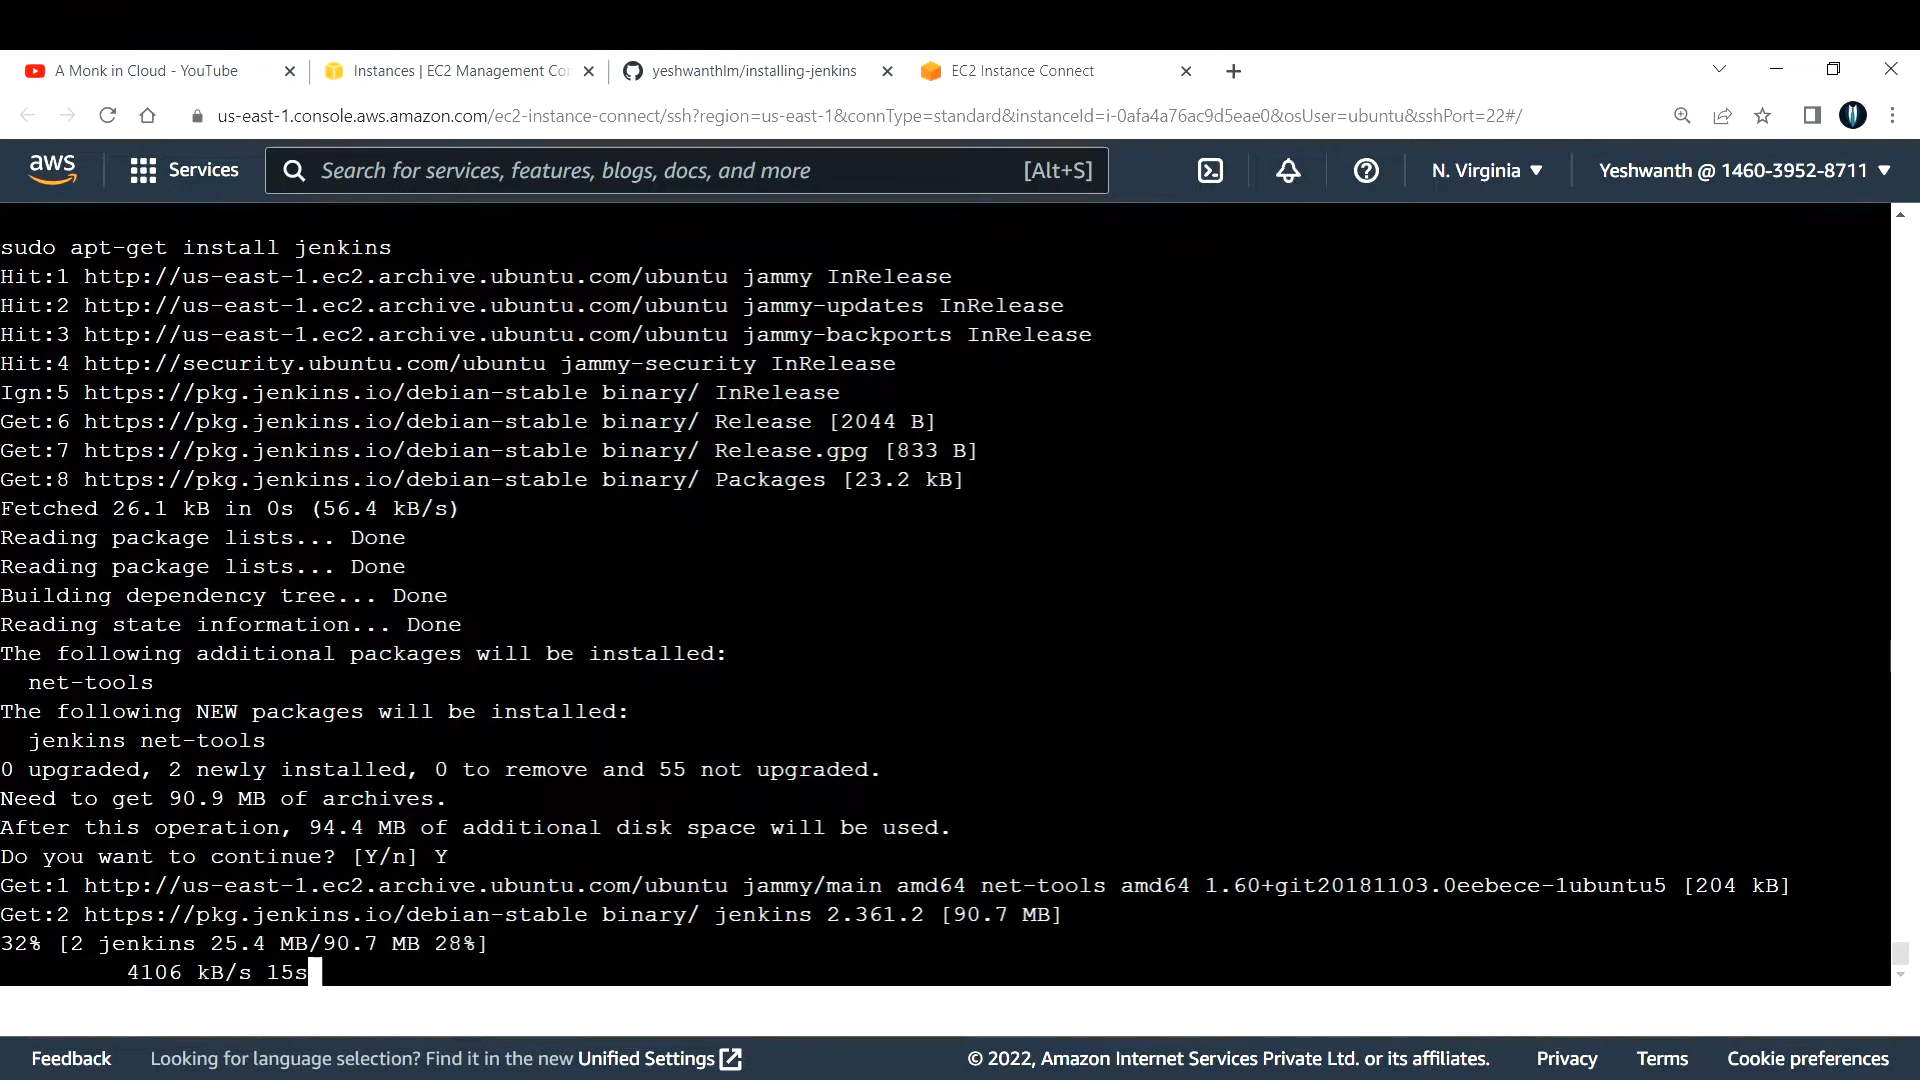 A Monk in Cloud - YouTube
Instances | EC2 Management Co
yeshwanthlm/installing-jenkins
EC2 Instance Connect
us-east-1.console.aws.amazon.com/ec2-instance-connect/ssh?region=us-east-1&connType=standard&instanceId=i-0afa4a76ac9d5eae0&osUser=ubuntu&sshPort=22#/
aws
Services
Search for services, features, blogs, docs, and more
[Alt+S]
N. Virginia
Yeshwanth @ 1460-3952-8711
sudo apt-get install jenkins
Hit:1 http://us-east-1.ec2.archive.ubuntu.com/ubuntu jammy InRelease
Hit:2 http://us-east-1.ec2.archive.ubuntu.com/ubuntu jammy-updates InRelease
Hit:3 http://us-east-1.ec2.archive.ubuntu.com/ubuntu jammy-backports InRelease
Hit:4 http://security.ubuntu.com/ubuntu jammy-security InRelease
Ign:5 https://pkg.jenkins.io/debian-stable binary/ InRelease
Get:6 https://pkg.jenkins.io/debian-stable binary/ Release [2044 B]
Get:7 https://pkg.jenkins.io/debian-stable binary/ Release.gpg [833 B]
Get:8 https://pkg.jenkins.io/debian-stable binary/ Packages [23.2 kB]
Fetched 26.1 kB in 0s (56.4 kB/s)
Reading package lists... Done
Reading package lists... Done
Building dependency tree... Done
Reading state information... Done
The following additional packages will be installed:
  net-tools
The following NEW packages will be installed:
  jenkins net-tools
0 upgraded, 2 newly installed, 0 to remove and 55 not upgraded.
Need to get 90.9 MB of archives.
After this operation, 94.4 MB of additional disk space will be used.
Do you want to continue? [Y/n] Y
Get:1 http://us-east-1.ec2.archive.ubuntu.com/ubuntu jammy/main amd64 net-tools amd64 1.60+git20181103.0eebece-1ubuntu5 [204 kB]
Get:2 https://pkg.jenkins.io/debian-stable binary/ jenkins 2.361.2 [90.7 MB]
32% [2 jenkins 25.4 MB/90.7 MB 28%]
         4106 kB/s 15s
Feedback
Looking for language selection? Find it in the new Unified Settings
© 2022, Amazon Internet Services Private Ltd. or its affiliates.
Privacy
Terms
Cookie preferences